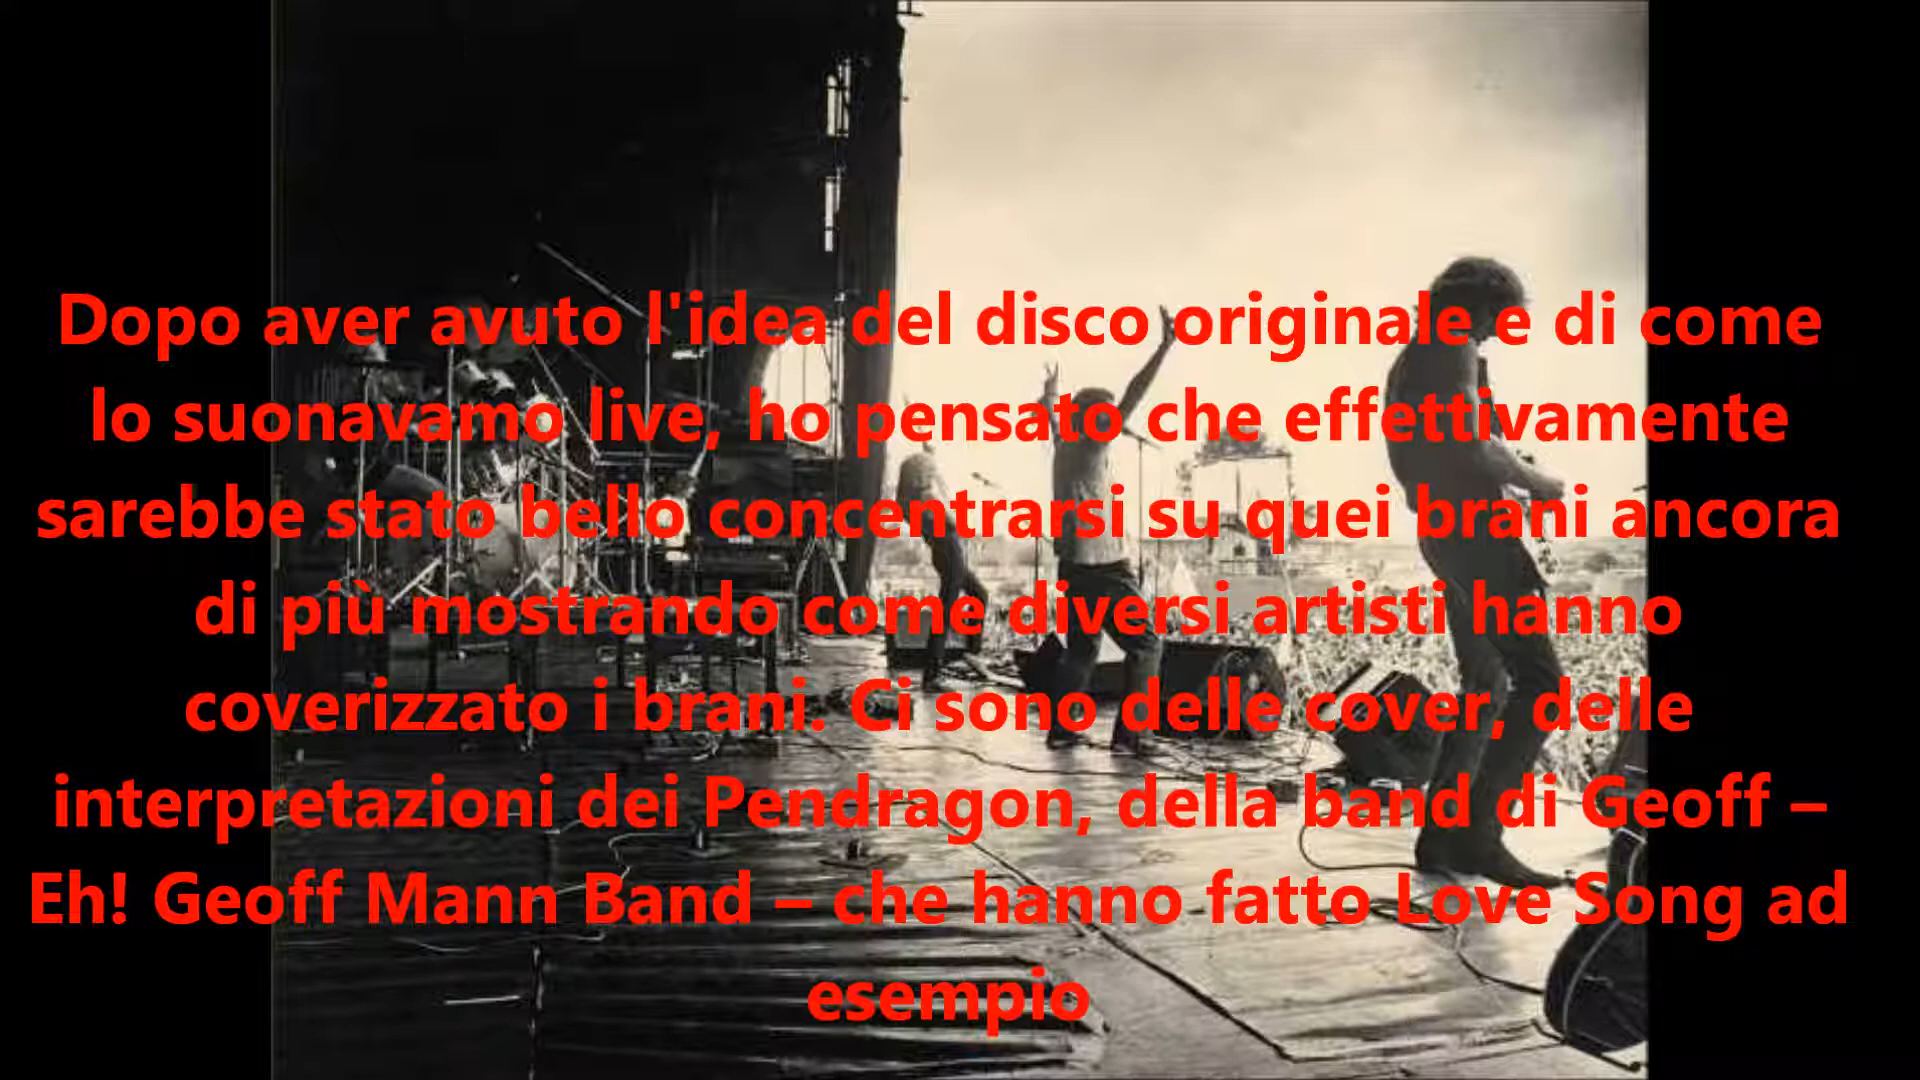 Dopo aver avuto l'idea del disco originale e di come
lo suonavamo live, ho pensato che effettivamente
sarebbe stato bello concentrarsi su quei brani ancora
di più mostrando come diversi artisti hanno
coverizzato i brani. Ci sono delle cover, delle
interpretazioni dei Pendragon, della band di Geoff –
Eh! Geoff Mann Band – che hanno fatto Love Song ad
esempio